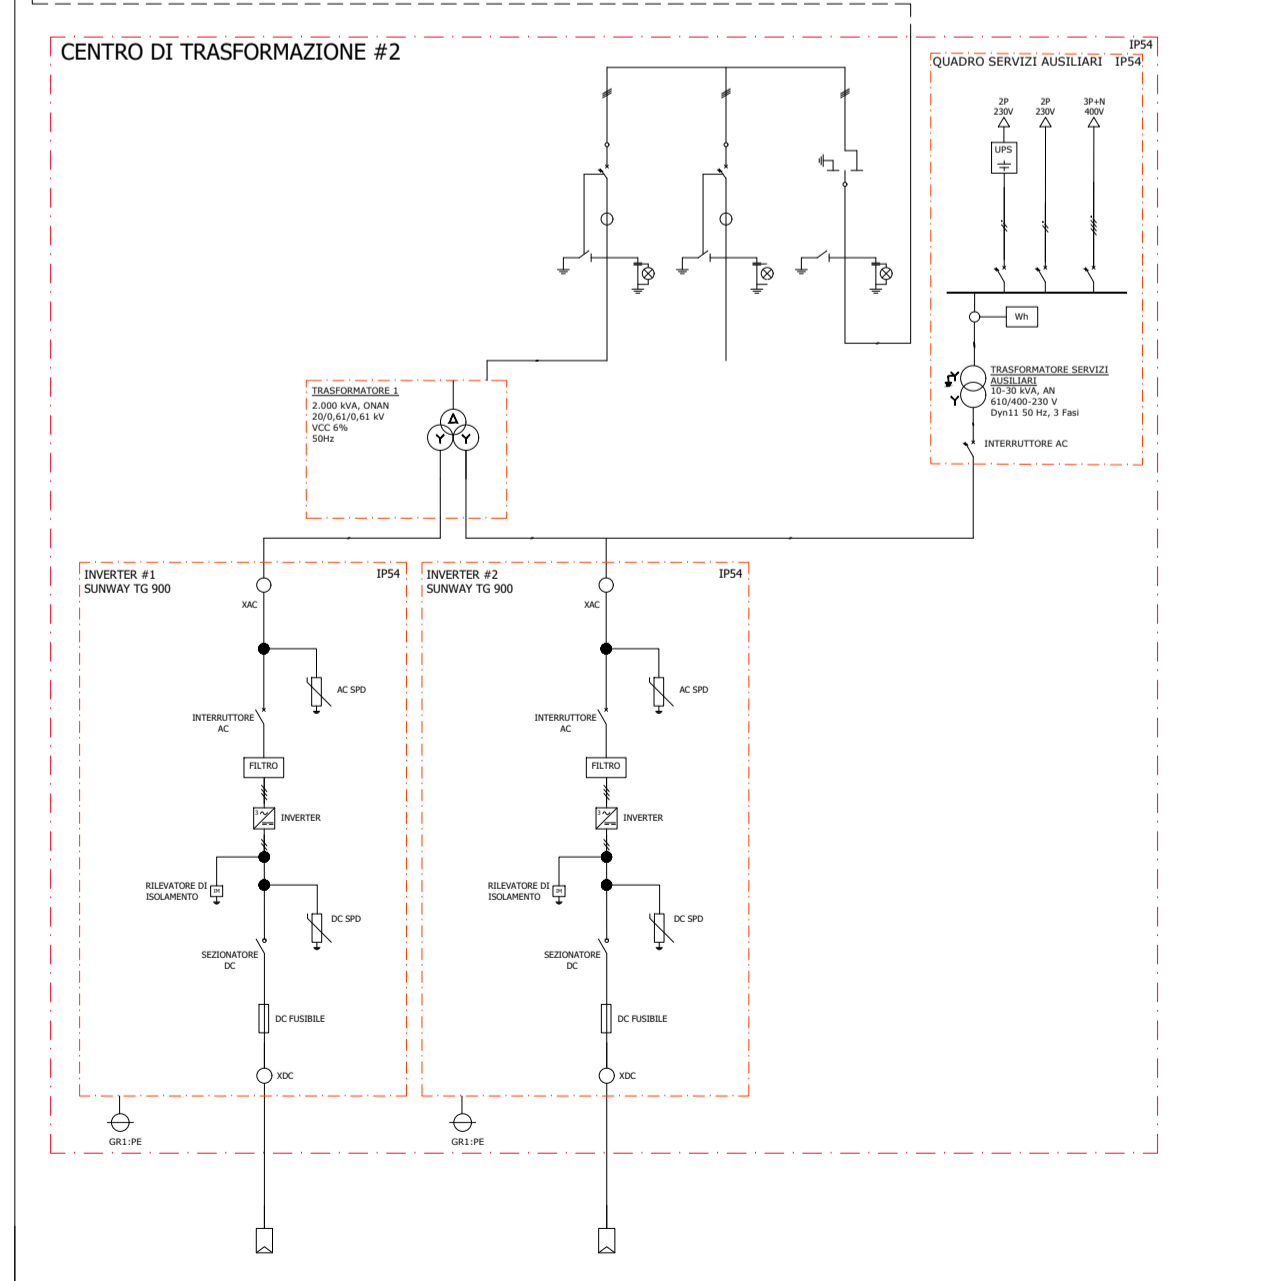 CENTRO DI TRASFORMAZIONE #2
IP54
QUADRO SERVIZI AUSILIARI IP54
2P
230V
2P
230V
3P+N
400V
UPS
Wh
TRASFORMATORE SERVIZI
AUSILIARI
10-30 kVA, AN
610/400-230 V
Dyn11 50 Hz, 3 Fasi
INTERRUTTORE AC
TRASFORMATORE 1
2.000 kVA, ONAN
20/0,61/0,61 kV
VCC 6%
50Hz
INVERTER #1
SUNWAY TG 900
IP54
XAC
AC SPD
INTERRUTTORE
AC
FILTRO
3
INVERTER
RILEVATORE DI
ISOLAMENTO
IM
DC SPD
SEZIONATORE
DC
DC FUSIBILE
XDC
GR1:PE
INVERTER #2
SUNWAY TG 900
IP54
XAC
AC SPD
INTERRUTTORE
AC
FILTRO
3
INVERTER
RILEVATORE DI
ISOLAMENTO
IM
DC SPD
SEZIONATORE
DC
DC FUSIBILE
XDC
GR1:PE